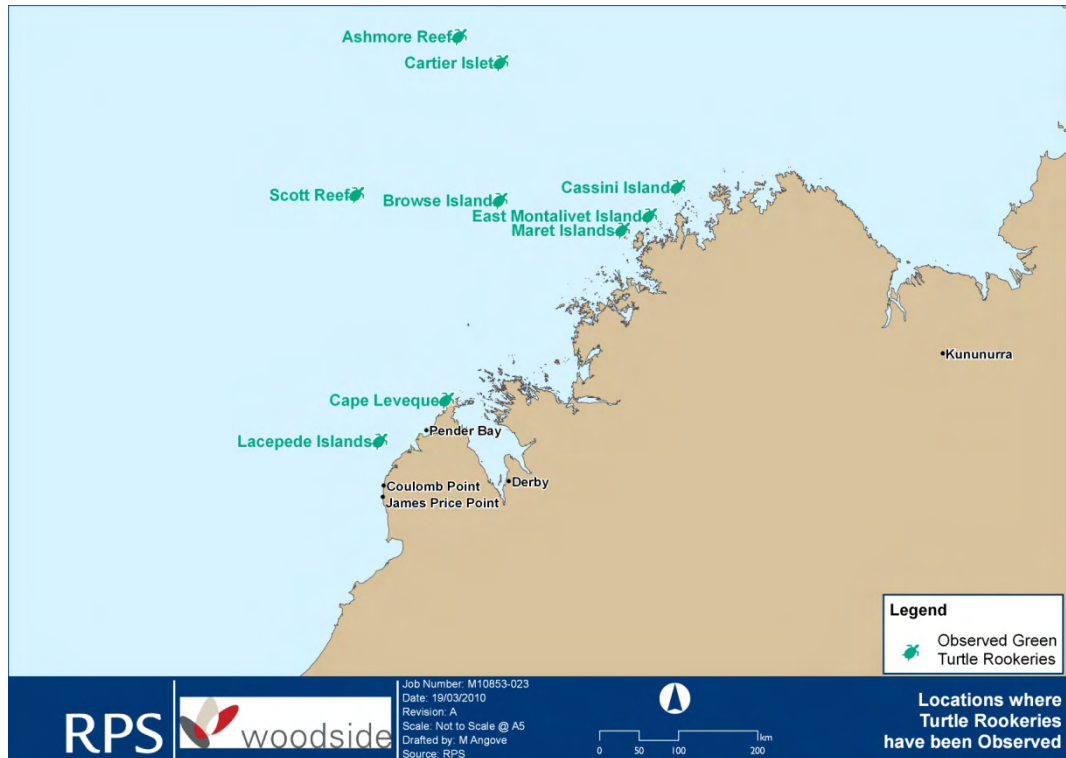 Ashmore Reef
Cartier Islet
Scott Reef
Browse Island
Cassini Island
East Montalivet Island
Maret Islands
Kununurra
Cape Leveque
Pender Bay
Lacepede Islands
Coulomb Point
Derby
James Price Point
Legend
Observed Green
Turtle Rookeries
RPS
woodside
Job Number: M10853-023
Date: 19/03/2010
Revision: A
Scale: Not to Scale @ A5
Drafted by: M Angove
Source: RPS
km
0 50 100 200
Locations where
Turtle Rookeries
have been Observed